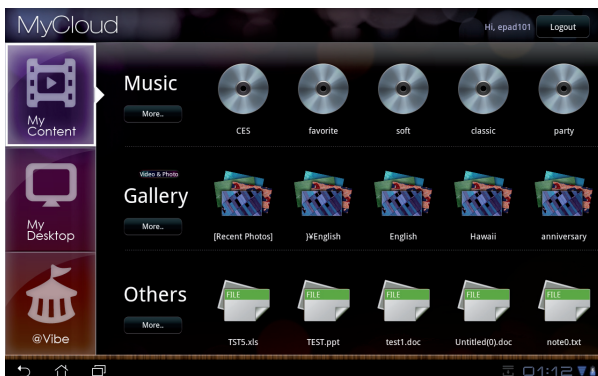 MyCloud
Hi, epad101
Logout
My
Content
Music
More..
CES
favorite
soft
classic
party
My
Desktop
Video & Photo
Gallery
More..
[Recent Photos]
)¥English
English
Hawaii
anniversary
@Vibe
Others
More..
FILE
FILE
FILE
FILE
FILE
TST5.xls
TEST.ppt
test1.doc
Untitled(0).doc
note0.txt
01:12